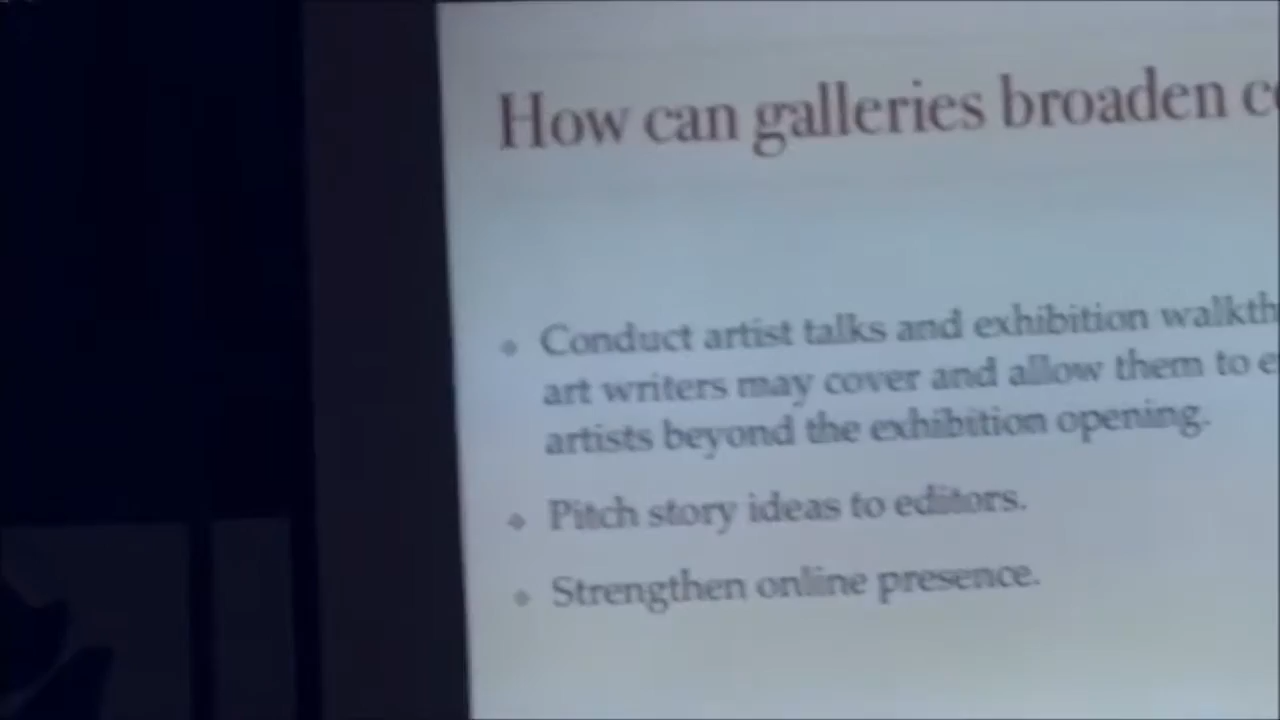 How can galleries broaden
Conduct artist talks and exhibition
art writers may cover and allow them to
artists beyond the exhibition opening.
Pitch story ideas to editors.
Strengthen online presence.